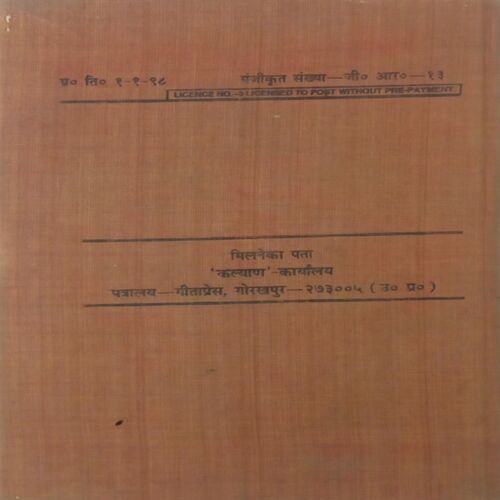 प्र० ति० १-१-९८ पंजीकृत संख्या—जी० आर०—१३
LICENCE NO.-3 LICENSED TO POST WITHOUT PRE-PAYMENT
मिलनेका पता
'कल्याण'-कार्यालय
पत्रालय—गीताप्रेस, गोरखपुर—२७३००५ ( उ० प्र० )